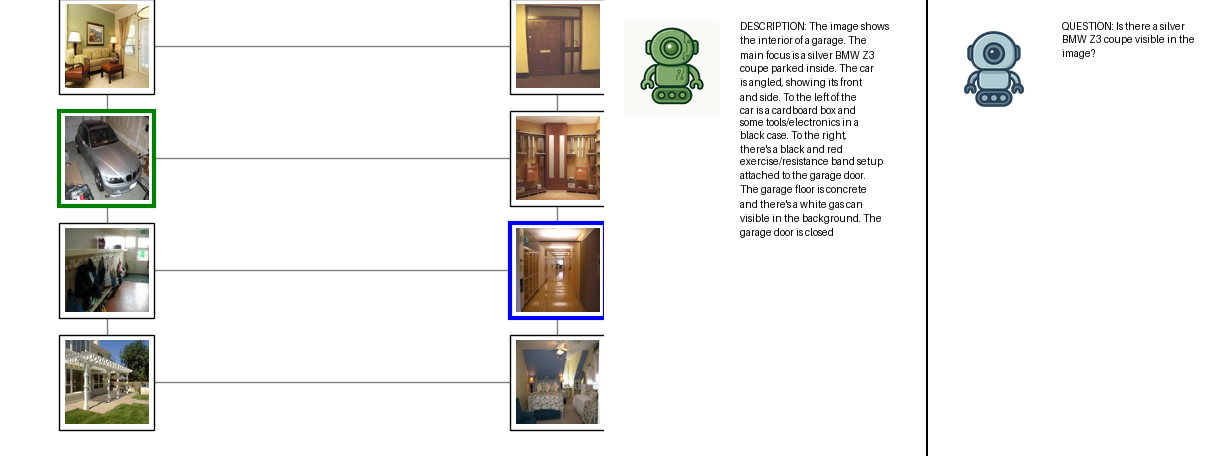 DESCRIPTION: The image shows
the interior of a garage. The
main focus is a silver BMW Z3
coupe parked inside. The car
is angled, showing its front
and side. To the left of the
car is a cardboard box and
some tools/electronics in a
black case. To the right,
there's a black and red
exercise/resistance band setup
attached to the garage door.
The garage floor is concrete
and there's a white gas can
visible in the background. The
garage door is closed
QUESTION: Is there a silver
BMW Z3 coupe visible in the
image?